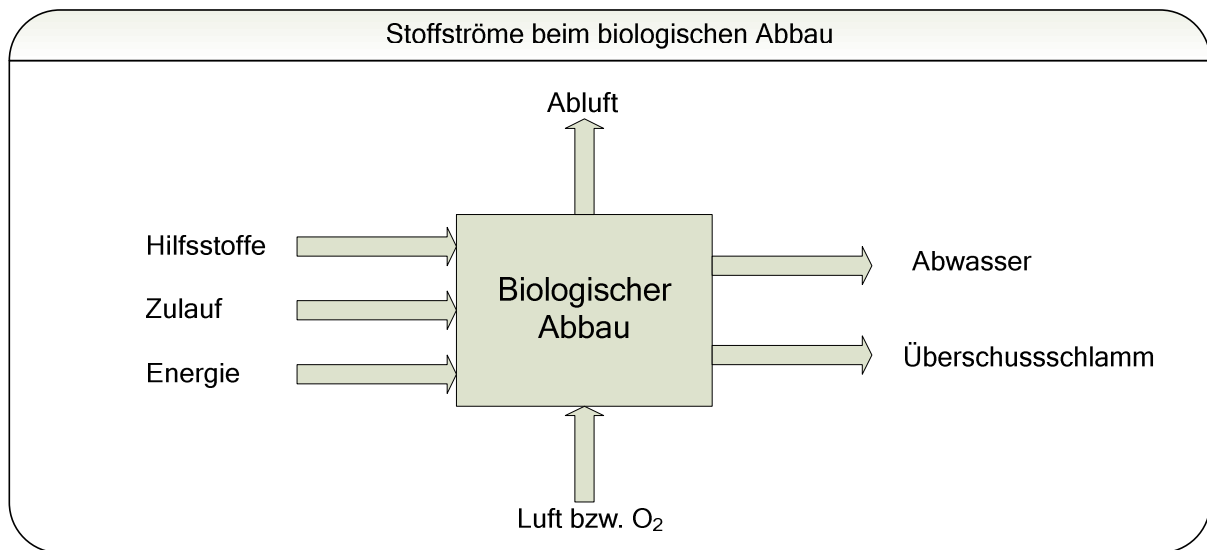 Stoffströme beim biologischen Abbau
Abluft
Hilfsstoffe
Zulauf
Energie
Biologischer
Abbau
Abwasser
Überschussschlamm
Luft bzw. O₂